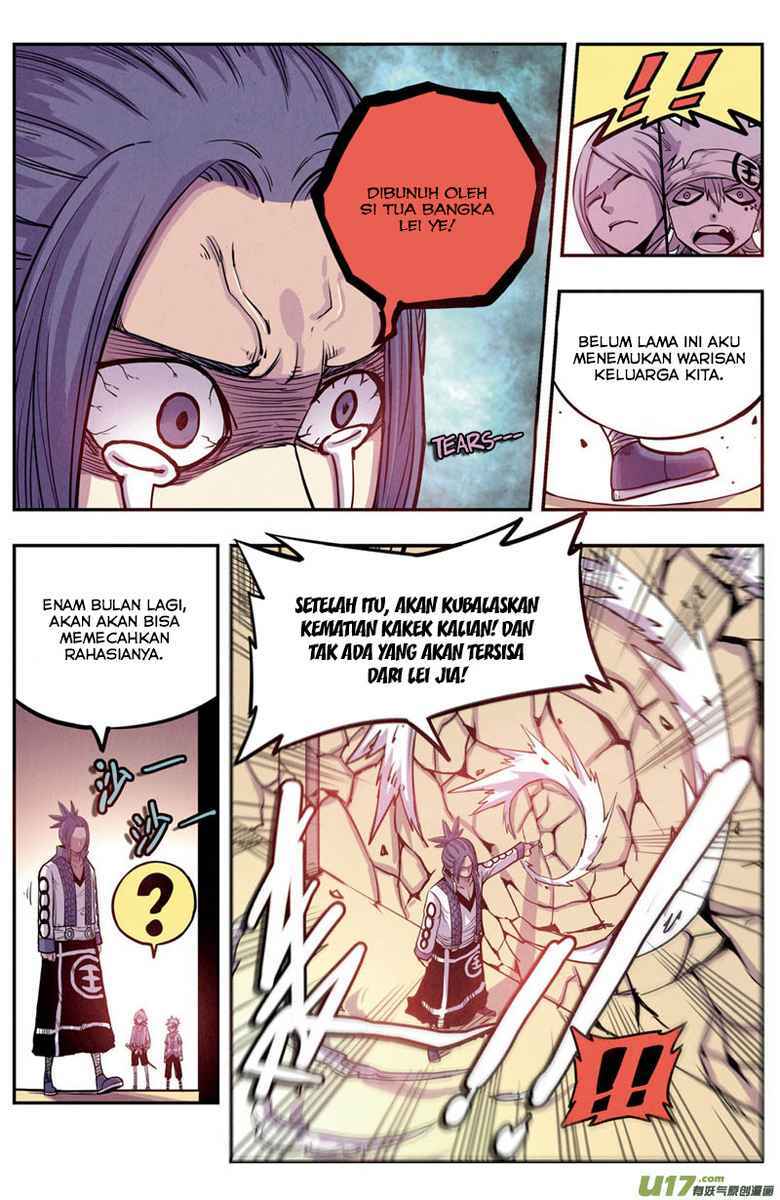 DIBUNUH OLEH
SI TUA BANGKA
LEI YE!
!!
TEARS~~~
BELUM LAMA INI AKU
MENEMUKAN WARISAN
KELUARGA KITA.
ENAM BULAN LAGI,
AKAN AKAN BISA
MEMECAHKAN
RAHASIANYA.
沙—
沙—
?
SETELAH ITU, AKAN KUBALASKAN
KEMATIAN KAKEK KALIAN! DAN
TAK ADA YANG AKAN TERSISA
DARI LEI JIA!
!!
U17.com
有妖气原创漫画